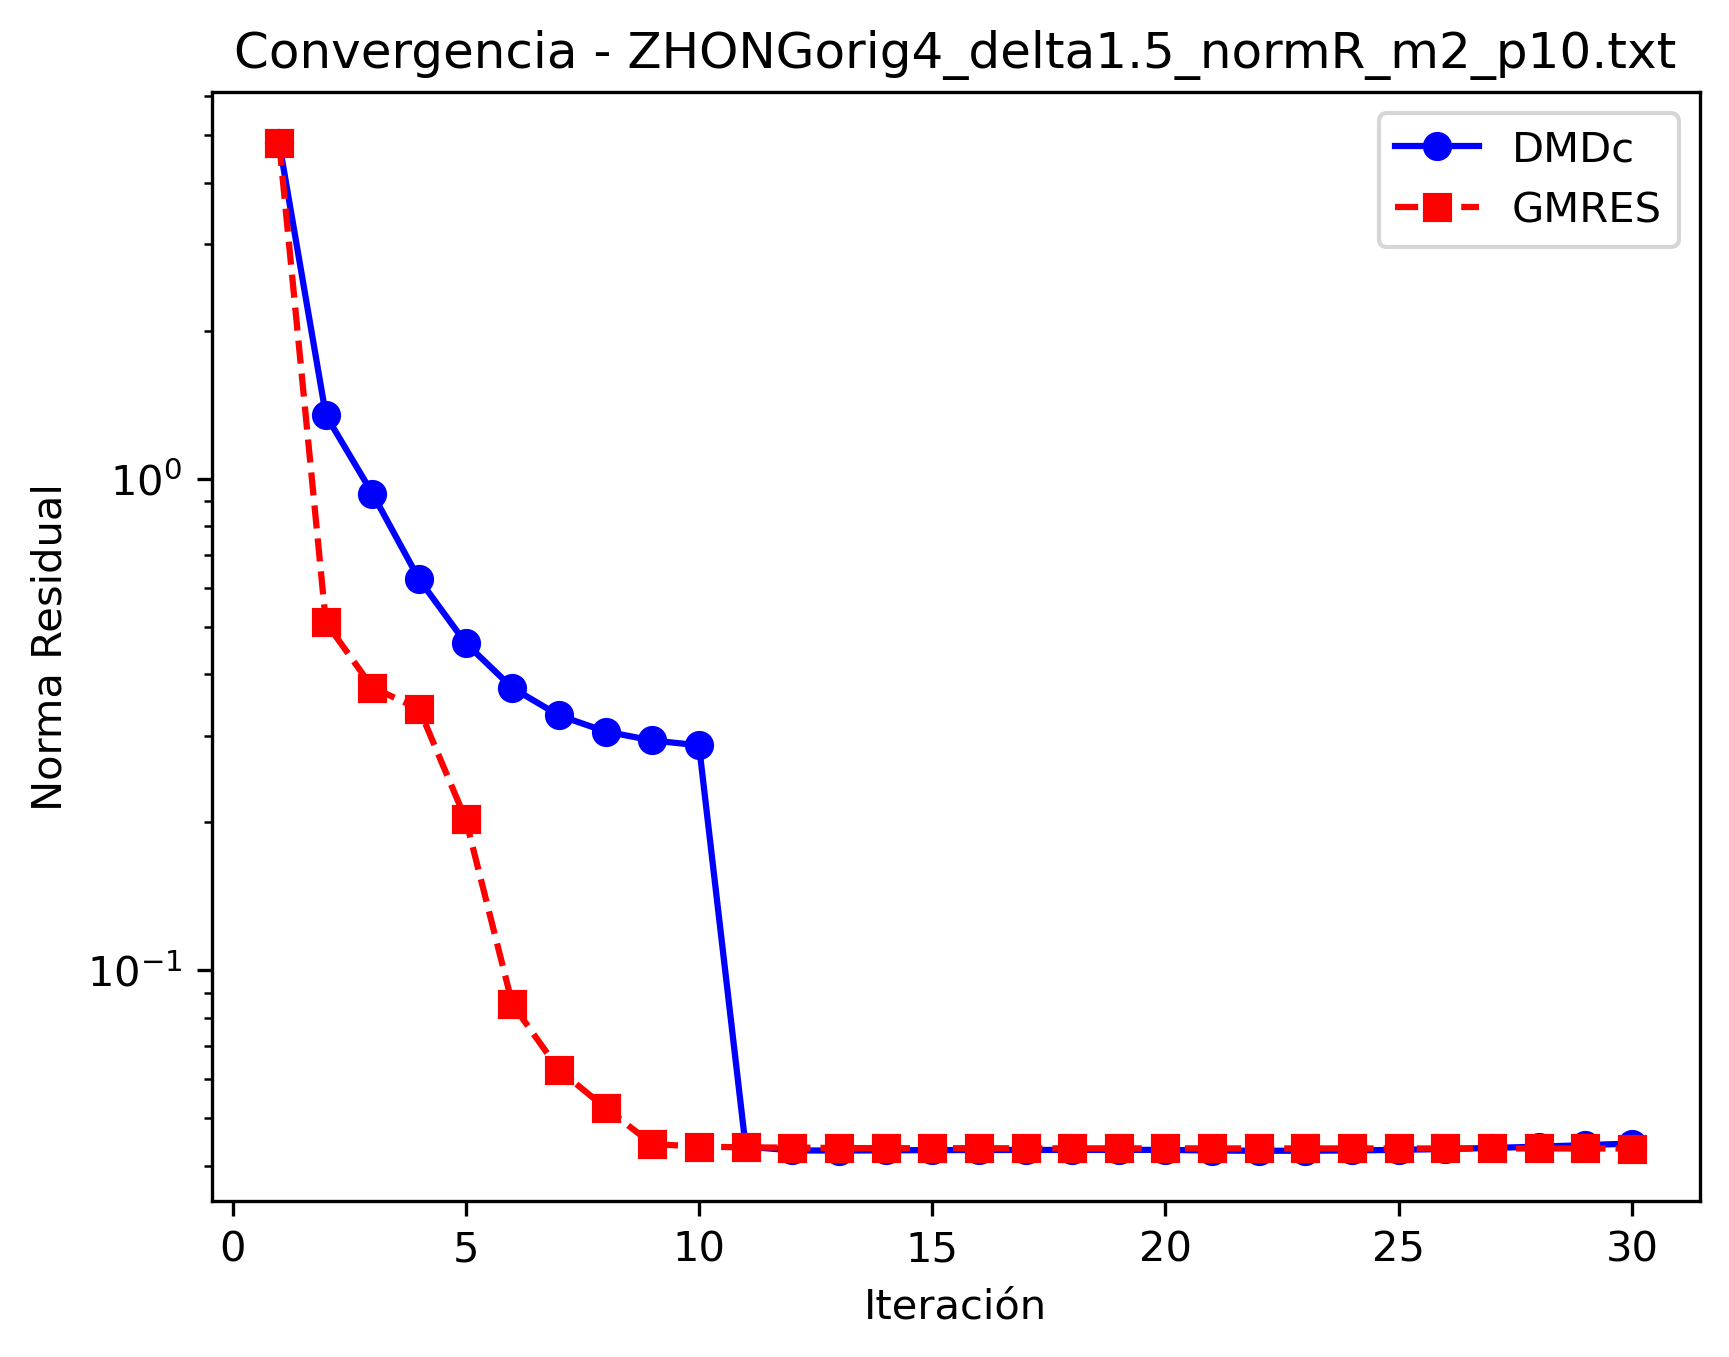 Convergencia - ZHONGorig4_delta1.5_normR_m2_p10.txt
DMDc
GMRES
Norma Residual
10⁰
10⁻¹
0 5 10 15 20 25 30
Iteración